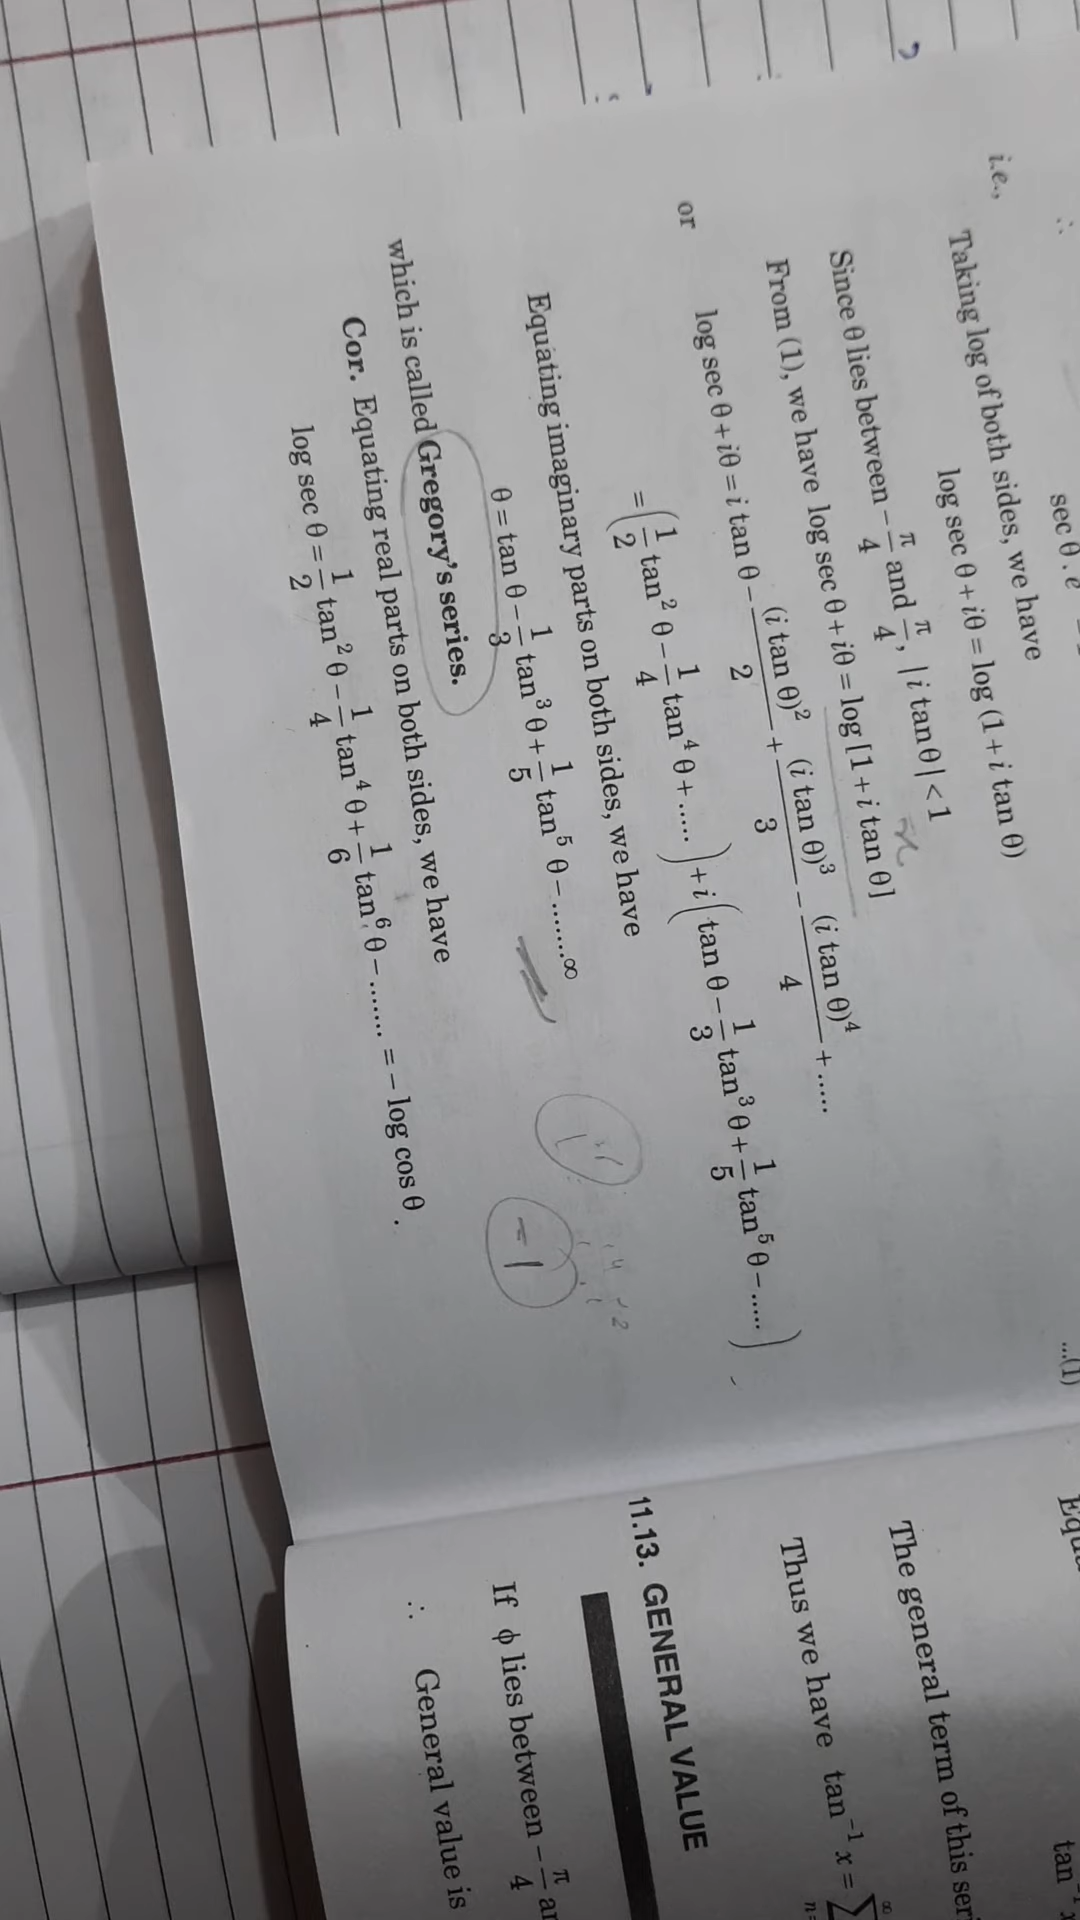 ∴ sec θ . e
i.e.,
Taking log of both sides, we have
log sec θ + iθ = log (1 + i tan θ) ....(1)
Since θ lies between − π/4 and π/4, | i tan θ | < 1
From (1), we have log sec θ + iθ = log [1 + i tan θ]
or log sec θ + iθ = i tan θ − (i tan θ)²/2 + (i tan θ)³/3 − (i tan θ)⁴/4 + .....
= (1/2 tan² θ − 1/4 tan⁴ θ + ..... ) + i ( tan θ − 1/3 tan³ θ + 1/5 tan⁵ θ − ..... )
Equating imaginary parts on both sides, we have
θ = tan θ − 1/3 tan³ θ + 1/5 tan⁵ θ − ........∞
which is called Gregory's series.
Cor. Equating real parts on both sides, we have
log sec θ = 1/2 tan² θ − 1/4 tan⁴ θ + 1/6 tan⁶ θ − ........ = − log cos θ .
− 1
tan⁻¹ x
The general term of this
Thus we have tan⁻¹ x = ∑
11.13. GENERAL VALUE
If ϕ lies between − π/4
∴ General value is